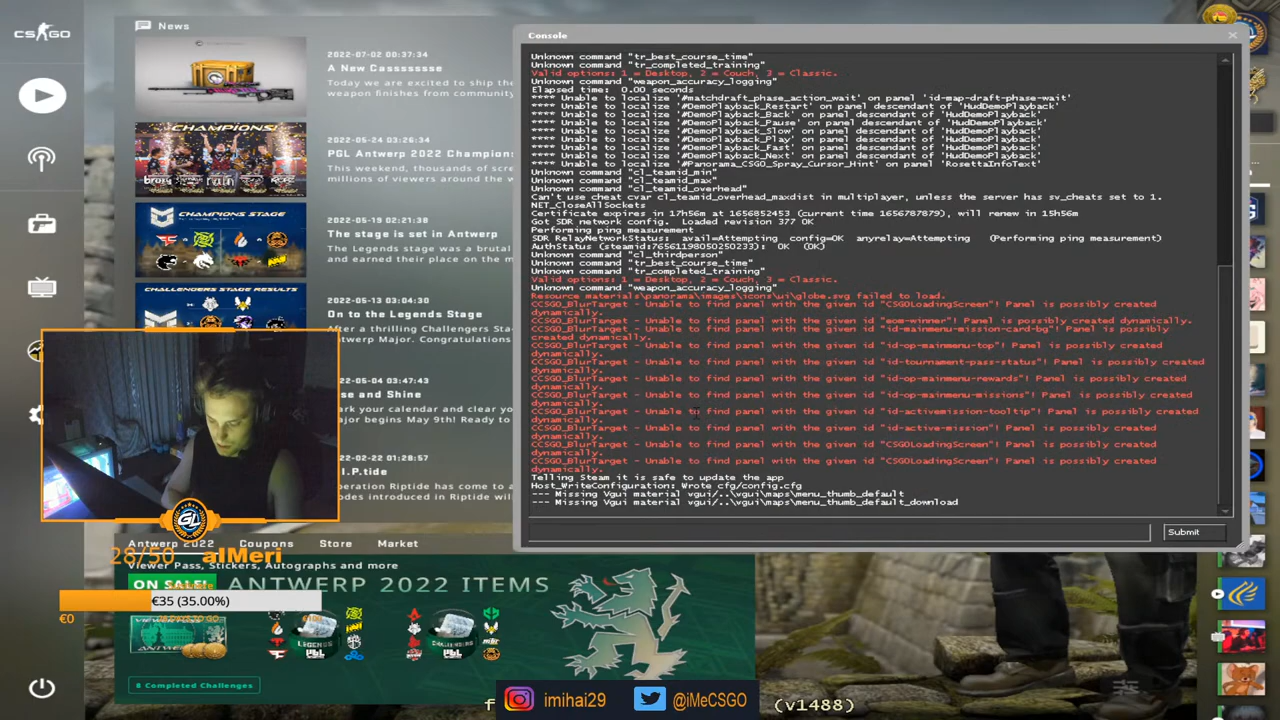 CS:GO
News
2022-07-02 00:37:34
A New Casssssse
Today we are excited to ship the
weapon finishes from community
CHAMPIONS!
2022-05-24 03:26:34
PGL Antwerp 2022 Champions
This weekend, thousands of scre
millions of viewers around the w
CHAMPIONS STAGE
2022-05-19 02:21:38
The stage is set in Antwerp
The Legends stage was a brutal
and earned their place on the m
CHALLENGERS STAGE RESULTS
2022-05-13 03:04:30
On to the Legends Stage
After a thrilling Challengers St
Antwerp Major. Congratulations
22-05-04 03:47:43
se and Shine
ark your calendar and clear y
major begins May 9th! Ready to
22-02-22 01:28:57
.I.P.tide
eration Riptide has come to a
odes introduced in Riptide wil
Console
Unknown command "tr_best_course_time"
Unknown command "tr_completed_training"
Valid options: 1 = Desktop, 2 = Couch, 3 = Classic.
Unknown command "weapon_accuracy_logging"
Elapsed time: 0.00 seconds
**** Unable to localize '#matchdraft_phase_action_wait' on panel 'id-map-draft-phase-wait'
**** Unable to localize '#DemoPlayback_Restart' on panel descendant of 'HudDemoPlayback'
**** Unable to localize '#DemoPlayback_Back' on panel descendant of 'HudDemoPlayback'
**** Unable to localize '#DemoPlayback_Pause' on panel descendant of 'HudDemoPlayback'
**** Unable to localize '#DemoPlayback_Slow' on panel descendant of 'HudDemoPlayback'
**** Unable to localize '#DemoPlayback_Play' on panel descendant of 'HudDemoPlayback'
**** Unable to localize '#DemoPlayback_Fast' on panel descendant of 'HudDemoPlayback'
**** Unable to localize '#DemoPlayback_Next' on panel descendant of 'HudDemoPlayback'
**** Unable to localize '#Panorama_CSGO_Spray_Cursor_Hint' on panel 'RosettaInfoText'
Unknown command "cl_teamid_min"
Unknown command "cl_teamid_max"
Unknown command "cl_teamid_overhead"
Can't use cheat cvar cl_teamid_overhead_maxdist in multiplayer, unless the server has sv_cheats set to 1.
NET_CloseAllSockets
Certificate expires in 17h56m at 1656852453 (current time 1656787879), will renew in 15h56m
Got SDR network config. Loaded revision 377 OK
Performing ping measurement
SDR RelayNetworkStatus: avail=Attempting config=OK anyrelay=Attempting (Performing ping measurement)
AuthStatus (steamid:76561198050250233): OK (OK)
Unknown command "cl_thirdperson"
Unknown command "tr_best_course_time"
Unknown command "tr_completed_training"
Valid options: 1 = Desktop, 2 = Couch, 3 = Classic.
Unknown command "weapon_accuracy_logging"
Resource materials\panorama\images\icons\ui\globe.svg failed to load.
CCSGO_BlurTarget - Unable to find panel with the given id "CSGOLoadingScreen"! Panel is possibly created
dynamically.
CCSGO_BlurTarget - Unable to find panel with the given id "eom-winner"! Panel is possibly created dynamically.
CCSGO_BlurTarget - Unable to find panel with the given id "id-mainmenu-mission-card-bg"! Panel is possibly
created dynamically.
CCSGO_BlurTarget - Unable to find panel with the given id "id-op-mainmenu-top"! Panel is possibly created
dynamically.
CCSGO_BlurTarget - Unable to find panel with the given id "id-tournament-pass-status"! Panel is possibly created
dynamically.
CCSGO_BlurTarget - Unable to find panel with the given id "id-op-mainmenu-rewards"! Panel is possibly created
dynamically.
CCSGO_BlurTarget - Unable to find panel with the given id "id-op-mainmenu-missions"! Panel is possibly created
dynamically.
CCSGO_BlurTarget - Unable to find panel with the given id "id-activemission-tooltip"! Panel is possibly created
dynamically.
CCSGO_BlurTarget - Unable to find panel with the given id "id-active-mission"! Panel is possibly created
dynamically.
CCSGO_BlurTarget - Unable to find panel with the given id "CSGOLoadingScreen"! Panel is possibly created
dynamically.
CCSGO_BlurTarget - Unable to find panel with the given id "CSGOLoadingScreen"! Panel is possibly created
dynamically.
Telling Steam it is safe to update the app
Host_WriteConfiguration: Wrote cfg/config.cfg
--- Missing Vgui material vgui/..\vgui\maps\menu_thumb_default
--- Missing Vgui material vgui/..\vgui\maps\menu_thumb_default_download
Submit
GL
Antwerp 2022 Coupons Store Market
28/50 alMeri
Viewer Pass, Stickers, Autographs and more
ON SALE! ANTWERP 2022 ITEMS
€35 (35.00%)
€0
LEGENDS
PGL
CHALLENGERS
PGL
8 Completed Challenges
imihai29
@iMeCSGO
(v1488)